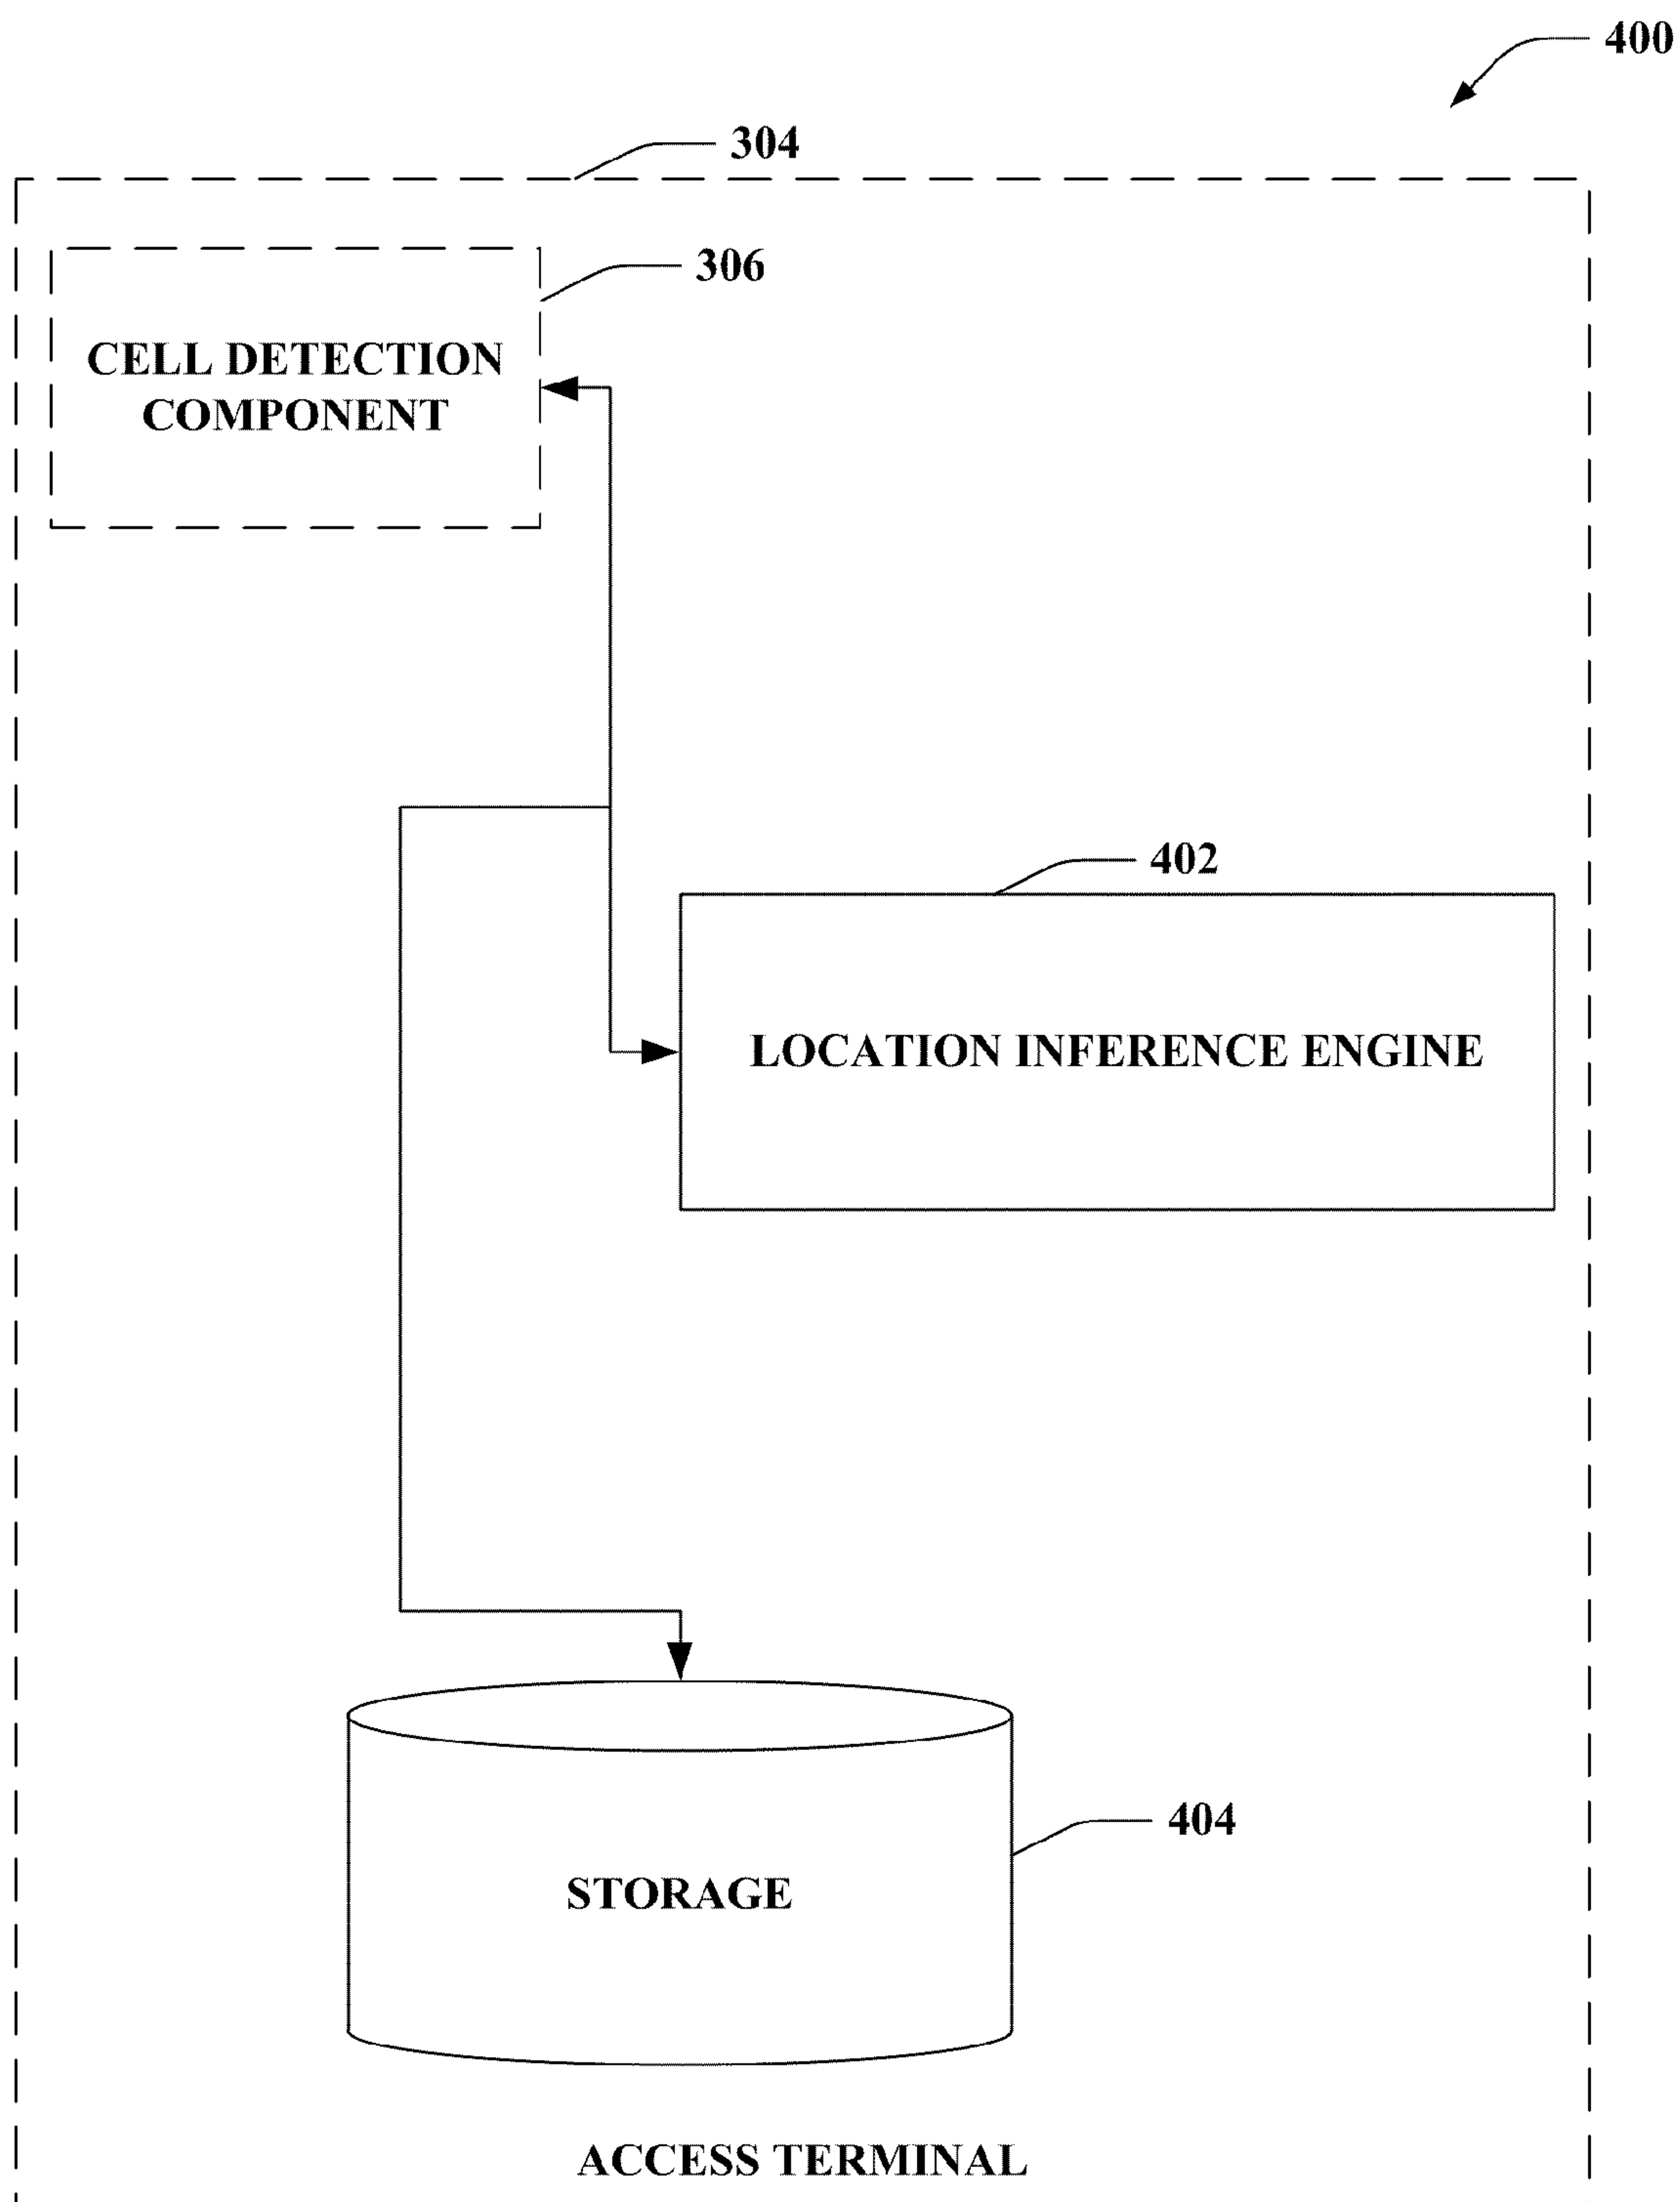 400
304
306
CELL DETECTION
COMPONENT
402
LOCATION INFERENCE ENGINE
404
STORAGE
ACCESS TERMINAL